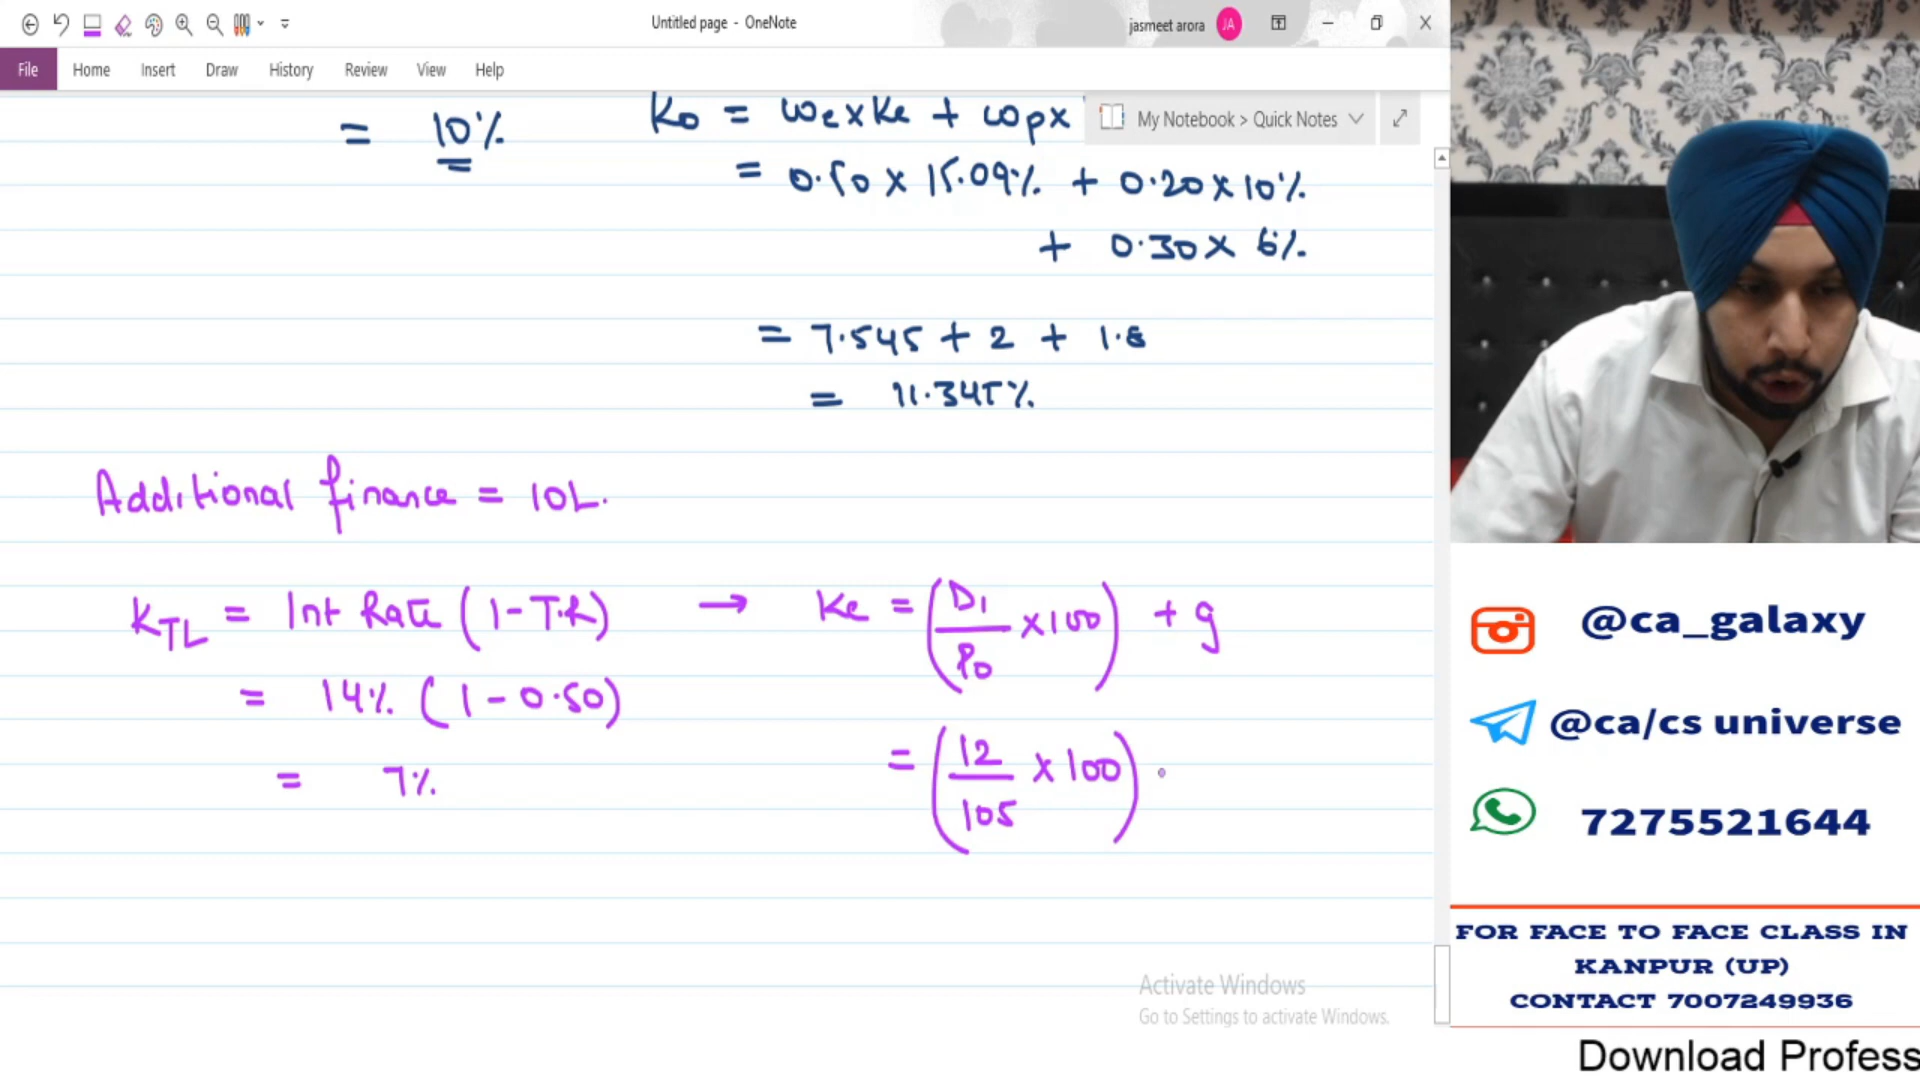 Untitled page - OneNote
jasmeet arora
JA
File Home Insert Draw History Review View Help
My Notebook > Quick Notes
= 10%
Ko = we x Ke + wp x
= 0.50 x 15.09% + 0.20 x 10%
+ 0.30 x 6%
= 7.545 + 2 + 1.8
= 11.345%
Additional finance = 10L.
KTL = Int Rate (1 - T.R)
= 14% (1 - 0.50)
= 7%
→ Ke = (D1/P0 x 100) + g
= (12/105 x 100)
Activate Windows
Go to Settings to activate Windows.
@ca_galaxy
@ca/cs universe
7275521644
FOR FACE TO FACE CLASS IN
KANPUR (UP)
CONTACT 7007249936
Download Profess